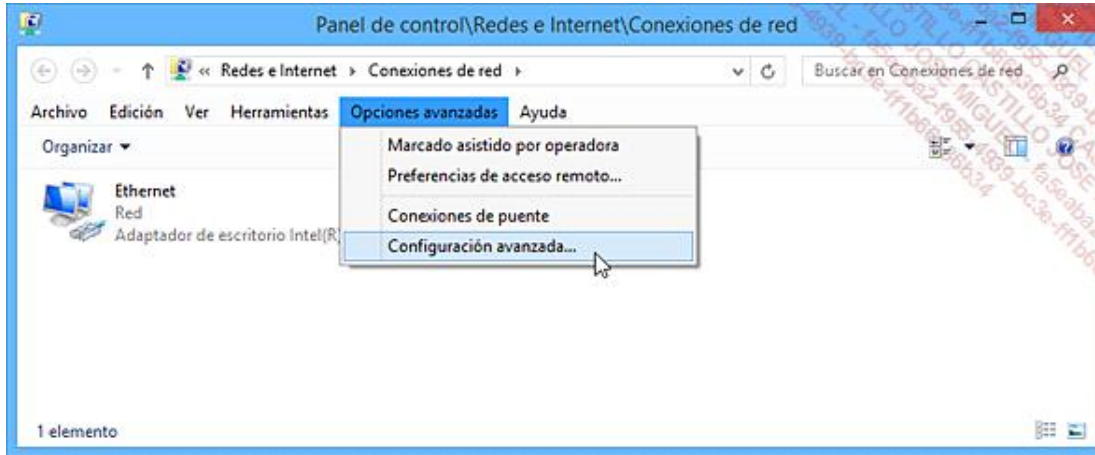 Panel de control\Redes e Internet\Conexiones de red
« Redes e Internet Conexiones de red
Buscar en Conexiones de red
Archivo Edición Ver Herramientas Opciones avanzadas Ayuda
Organizar
Marcado asistido por operadora
Preferencias de acceso remoto...
Conexiones de puente
Configuración avanzada...
Ethernet
Red
Adaptador de escritorio Intel(R)
1 elemento